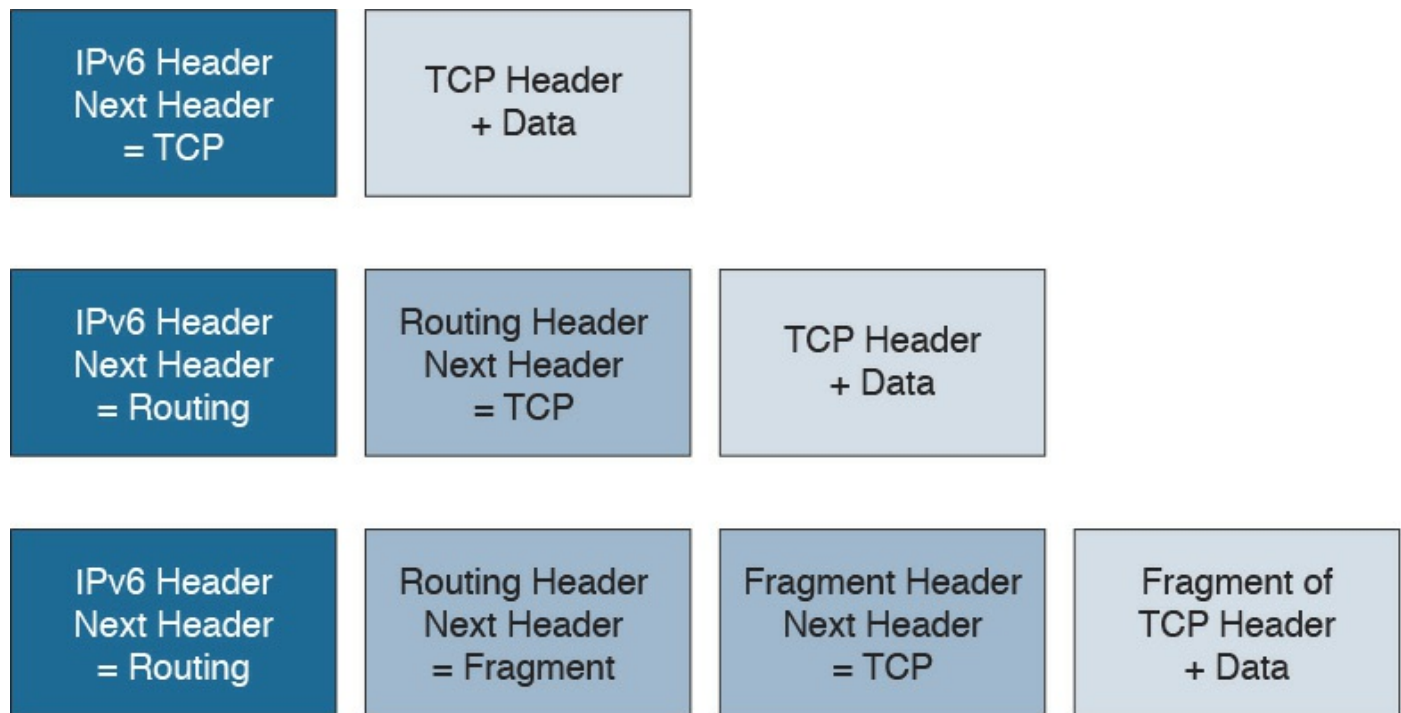 IPv6 Header
Next Header
= TCP
TCP Header
+ Data
IPv6 Header
Next Header
= Routing
Routing Header
Next Header
= TCP
TCP Header
+ Data
IPv6 Header
Next Header
= Routing
Routing Header
Next Header
= Fragment
Fragment Header
Next Header
= TCP
Fragment of
TCP Header
+ Data